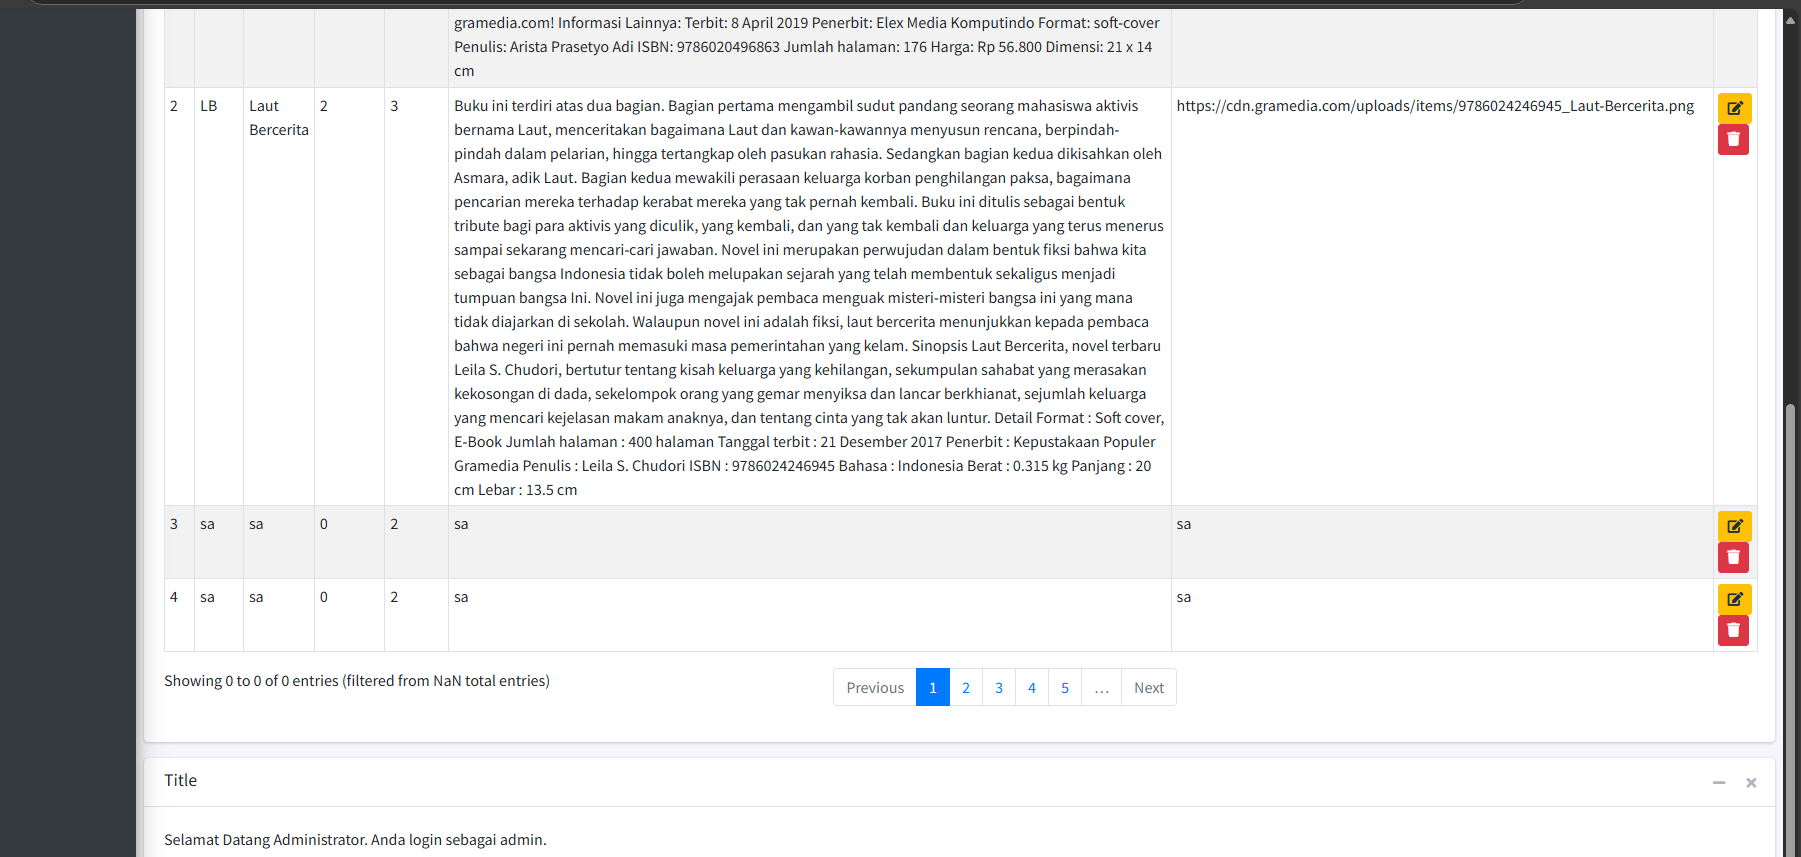 gramedia.com! Informasi Lainnya: Terbit: 8 April 2019 Penerbit: Elex Media Komputindo Format: soft-cover
Penulis: Arista Prasetyo Adi ISBN: 9786020496863 Jumlah halaman: 176 Harga: Rp 56.800 Dimensi: 21 x 14
cm
2
LB
Laut
Bercerita
2
3
Buku ini terdiri atas dua bagian. Bagian pertama mengambil sudut pandang seorang mahasiswa aktivis
bernama Laut, menceritakan bagaimana Laut dan kawan-kawannya menyusun rencana, berpindah-
pindah dalam pelarian, hingga tertangkap oleh pasukan rahasia. Sedangkan bagian kedua dikisahkan oleh
Asmara, adik Laut. Bagian kedua mewakili perasaan keluarga korban penghilangan paksa, bagaimana
pencarian mereka terhadap kerabat mereka yang tak pernah kembali. Buku ini ditulis sebagai bentuk
tribute bagi para aktivis yang diculik, yang kembali, dan yang tak kembali dan keluarga yang terus menerus
sampai sekarang mencari-cari jawaban. Novel ini merupakan perwujudan dalam bentuk fiksi bahwa kita
sebagai bangsa Indonesia tidak boleh melupakan sejarah yang telah membentuk sekaligus menjadi
tumpuan bangsa Ini. Novel ini juga mengajak pembaca menguak misteri-misteri bangsa ini yang mana
tidak diajarkan di sekolah. Walaupun novel ini adalah fiksi, laut bercerita menunjukkan kepada pembaca
bahwa negeri ini pernah memasuki masa pemerintahan yang kelam. Sinopsis Laut Bercerita, novel terbaru
Leila S. Chudori, bertutur tentang kisah keluarga yang kehilangan, sekumpulan sahabat yang merasakan
kekosongan di dada, sekelompok orang yang gemar menyiksa dan lancar berkhianat, sejumlah keluarga
yang mencari kejelasan makam anaknya, dan tentang cinta yang tak akan luntur. Detail Format : Soft cover,
E-Book Jumlah halaman : 400 halaman Tanggal terbit : 21 Desember 2017 Penerbit : Kepustakaan Populer
Gramedia Penulis : Leila S. Chudori ISBN : 9786024246945 Bahasa : Indonesia Berat : 0.315 kg Panjang : 20
cm Lebar : 13.5 cm
https://cdn.gramedia.com/uploads/items/9786024246945_Laut-Bercerita.png
3 sa sa 0 2 sa sa
4 sa sa 0 2 sa sa
Showing 0 to 0 of 0 entries (filtered from NaN total entries)
Previous 1 2 3 4 5 … Next
Title
Selamat Datang Administrator. Anda login sebagai admin.